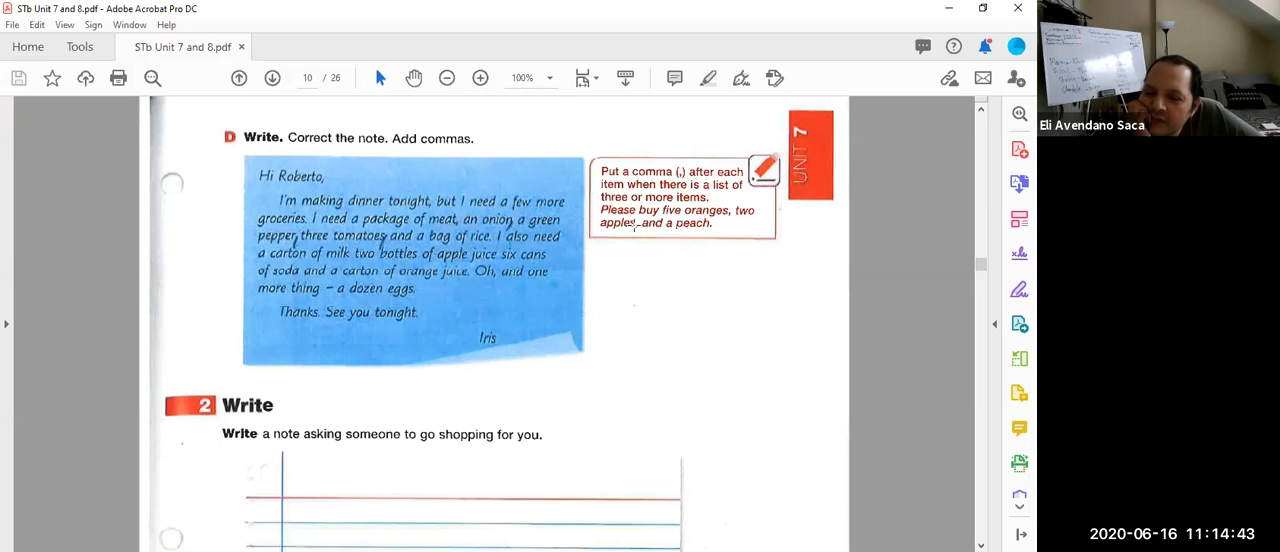 STb Unit 7 and 8.pdf - Adobe Acrobat Pro DC
File Edit View Sign Window Help
Home Tools STb Unit 7 and 8.pdf ×
10 / 26 100%
D Write. Correct the note. Add commas.
Hi Roberto,
I'm making dinner tonight, but I need a few more
groceries. I need a package of meat, an onion, a green
pepper, three tomatoes, and a bag of rice. I also need
a carton of milk two bottles of apple juice six cans
of soda and a carton of orange juice. Oh, and one
more thing – a dozen eggs.
Thanks. See you tonight.
Iris
Put a comma (,) after each
item when there is a list of
three or more items.
Please buy five oranges, two
apples, and a peach.
UNIT 7
2 Write
Write a note asking someone to go shopping for you.
Eli Avendano Saca
2020-06-16 11:14:43